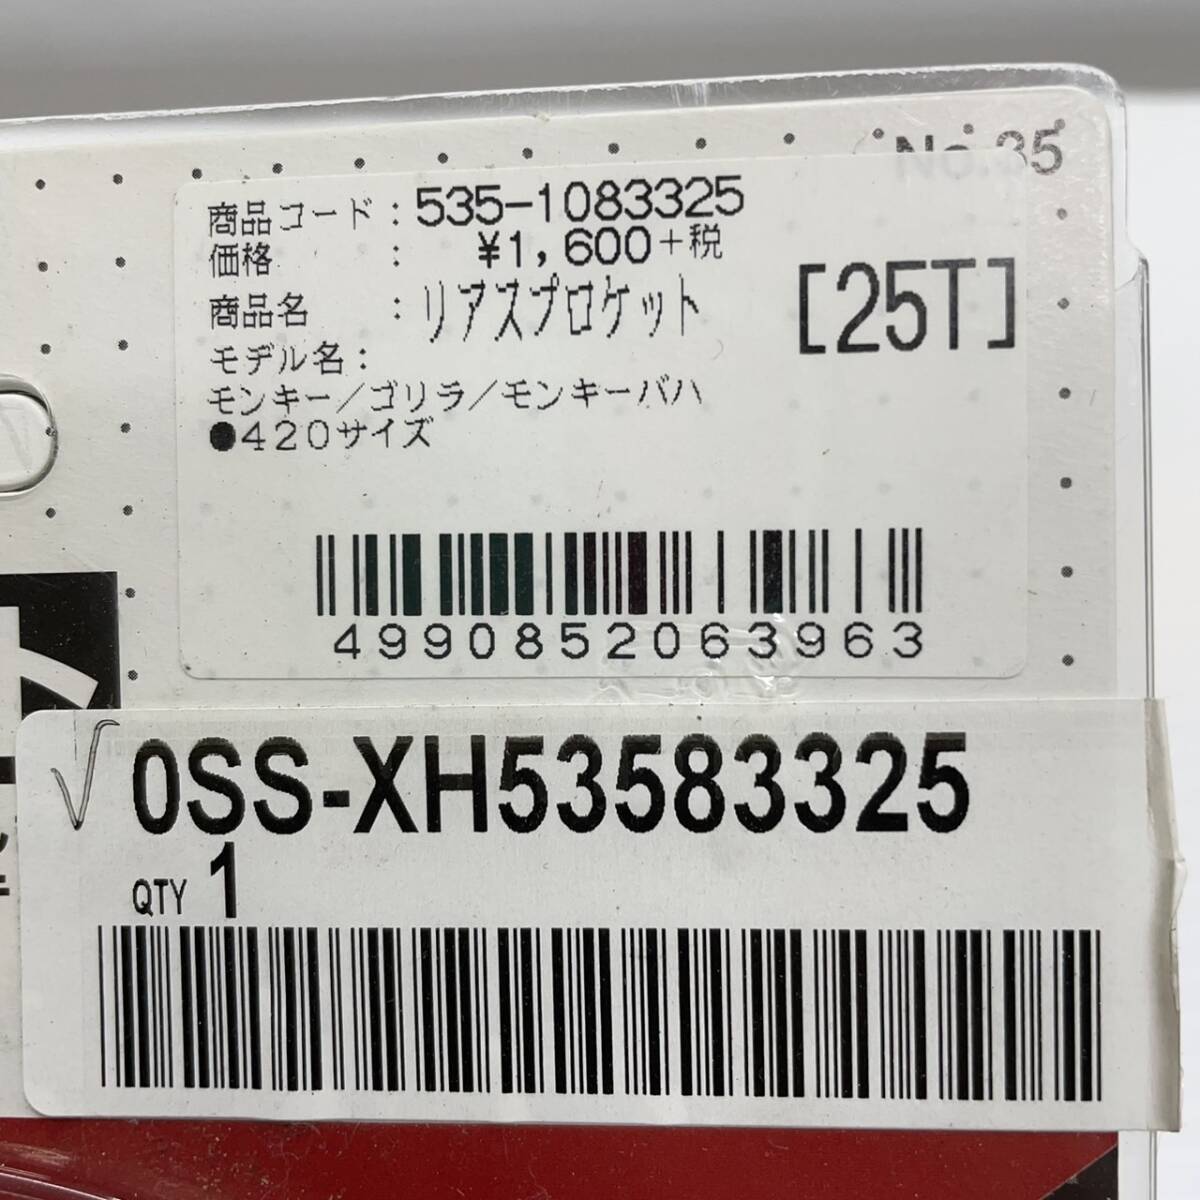 No.35
商品コード：535-1083325
価格　　　：　¥1,600+税
商品名　　：リアスプロケット [25T]
モデル名：
モンキー／ゴリラ／モンキーバハ
●420サイズ
4990852063963
0SS-XH53583325
QTY 1